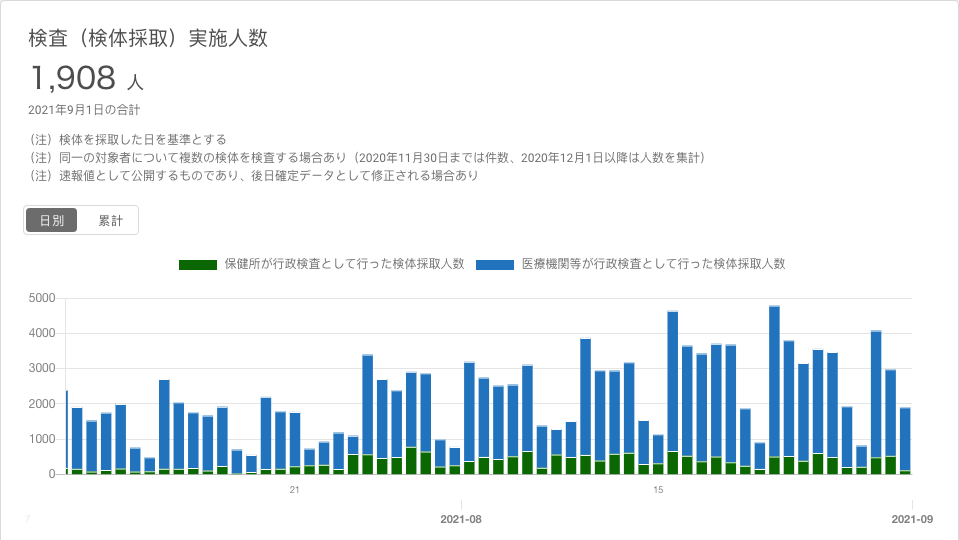 検査（検体採取）実施人数
1,908 人
2021年9月1日の合計
（注）検体を採取した日を基準とする
（注）同一の対象者について複数の検体を検査する場合あり（2020年11月30日までは件数、2020年12月1日以降は人数を集計）
（注）速報値として公開するものであり、後日確定データとして修正される場合あり
日別 累計
保健所が行政検査として行った検体採取人数 医療機関等が行政検査として行った検体採取人数
5000
4000
3000
2000
1000
0
21 15
7 2021-08 2021-09